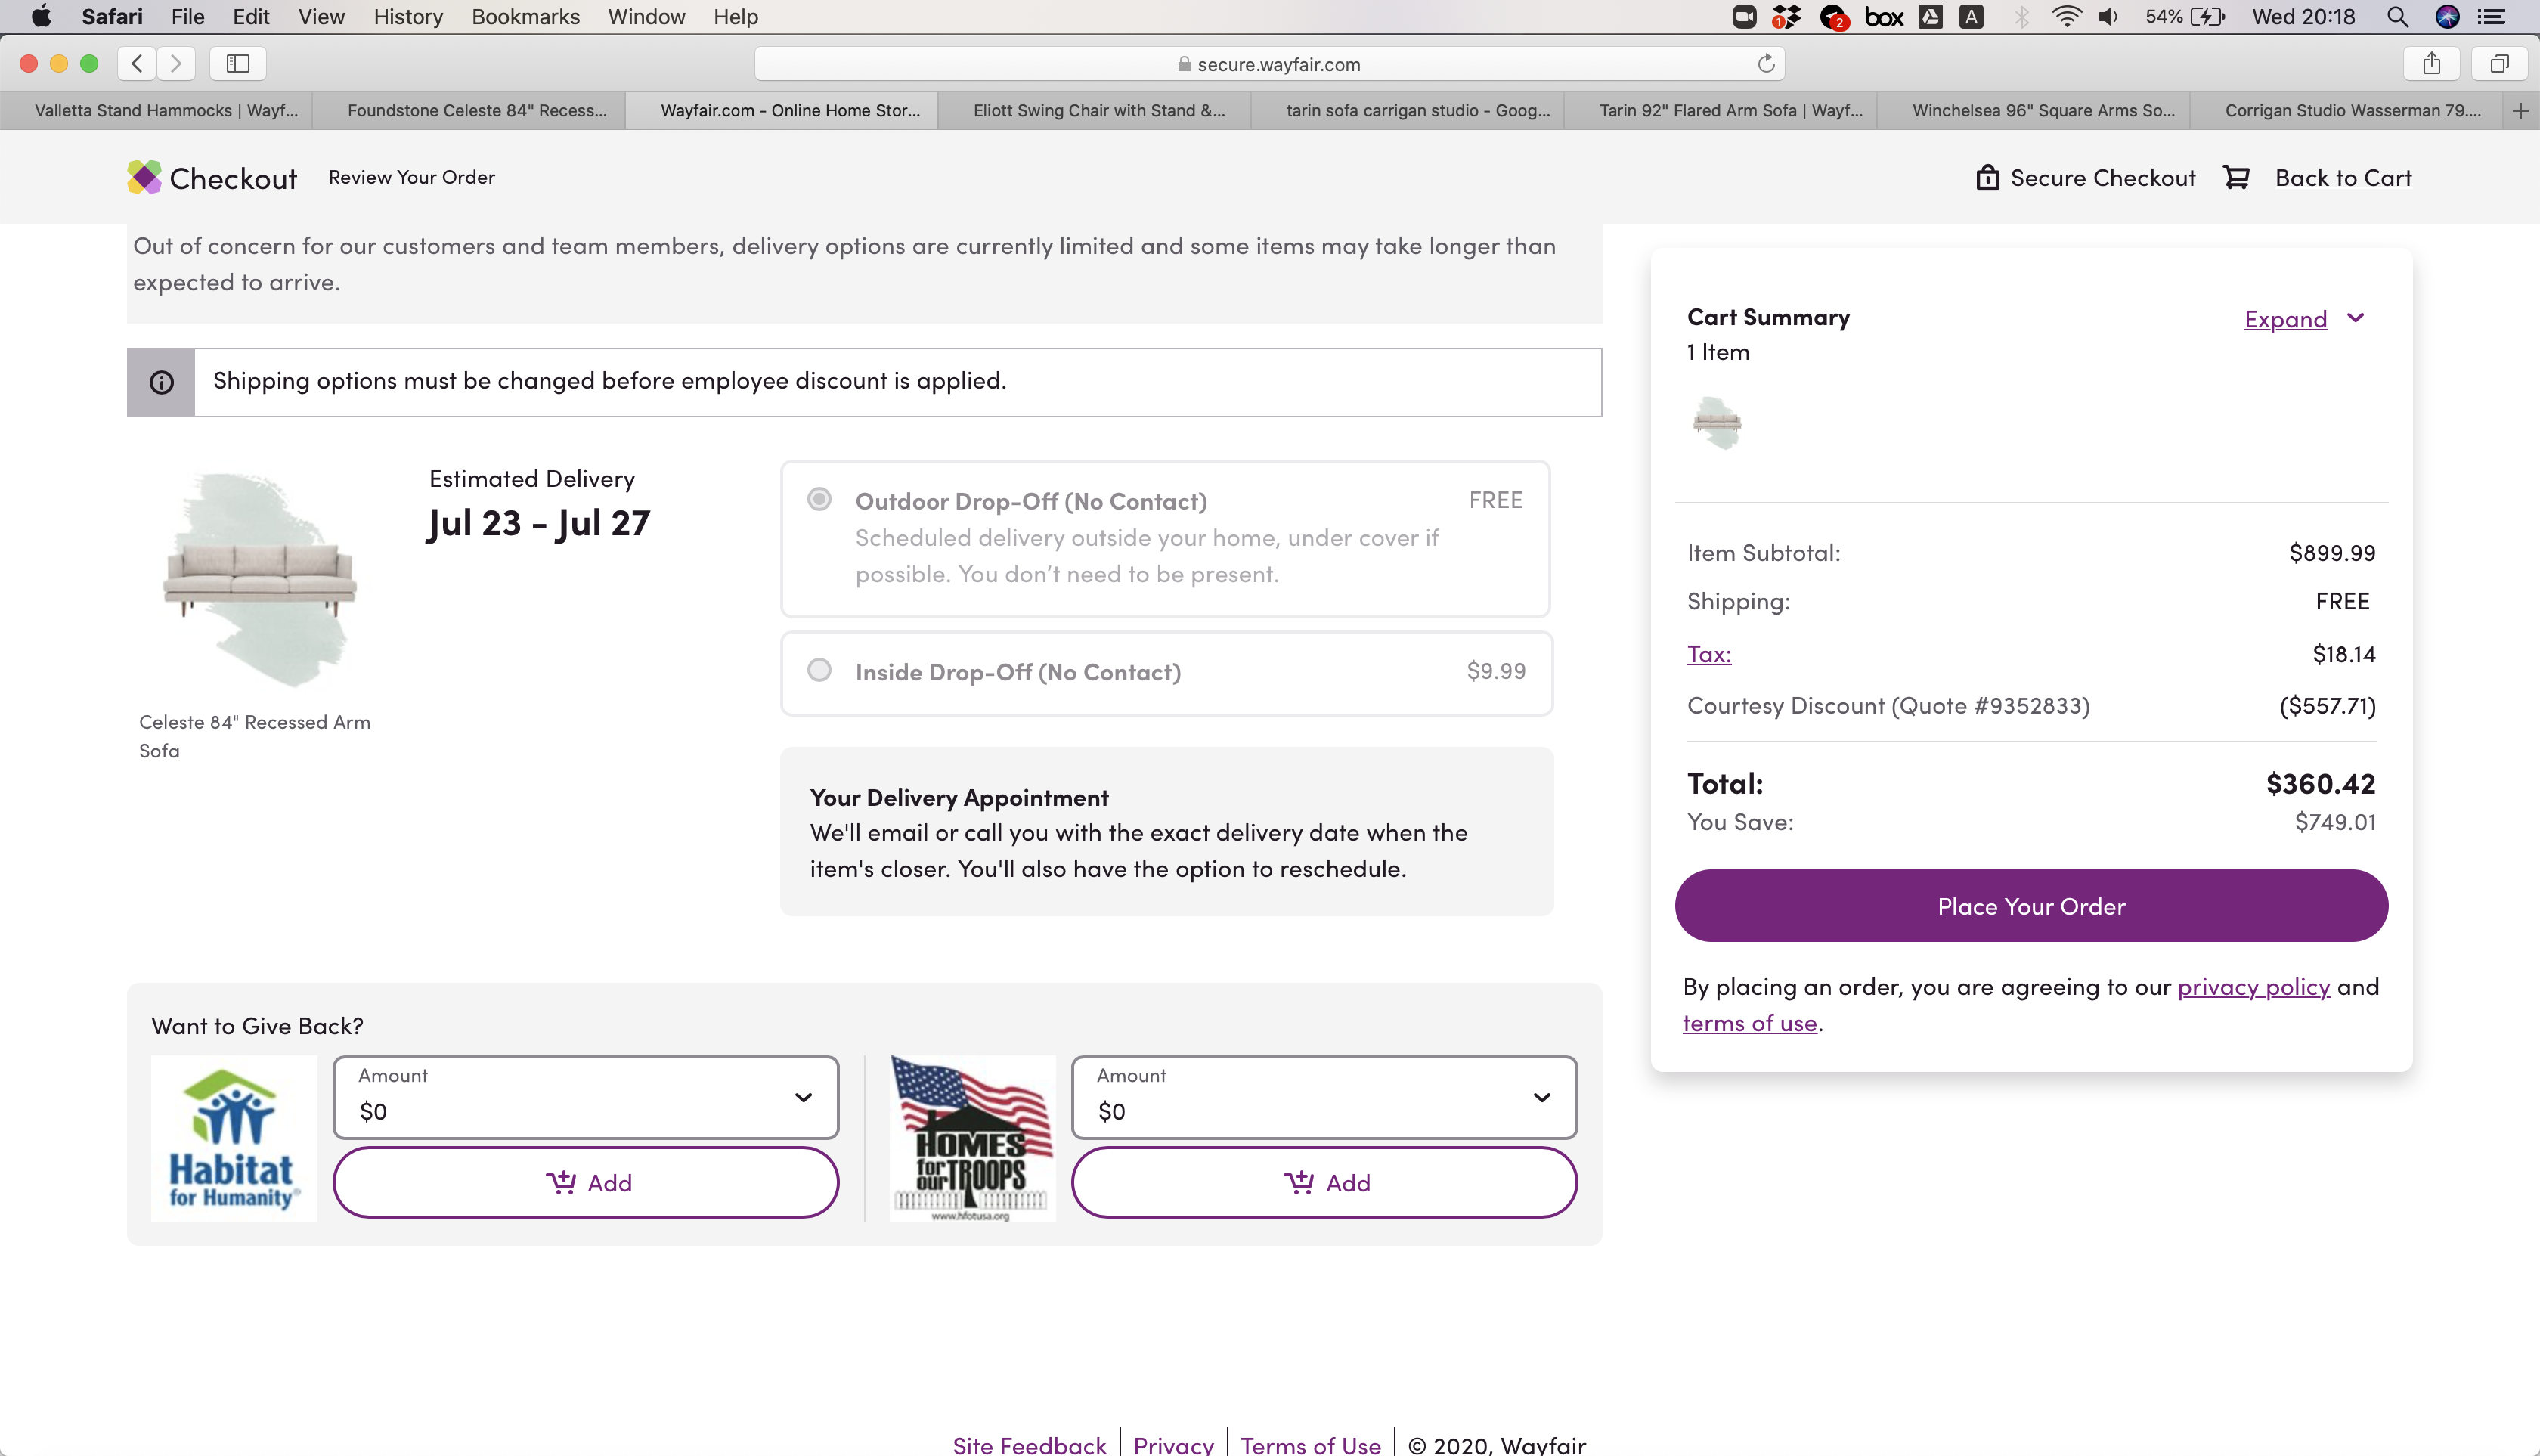 Safari File Edit View History Bookmarks Window Help
1 2 box A 54% Wed 20:18
secure.wayfair.com
Valletta Stand Hammocks | Wayf...
Foundstone Celeste 84" Recess...
Wayfair.com - Online Home Stor...
Eliott Swing Chair with Stand &...
tarin sofa carrigan studio - Goog...
Tarin 92" Flared Arm Sofa | Wayf...
Winchelsea 96" Square Arms So...
Corrigan Studio Wasserman 79....
Checkout Review Your Order
Secure Checkout Back to Cart
Out of concern for our customers and team members, delivery options are currently limited and some items may take longer than
expected to arrive.
Shipping options must be changed before employee discount is applied.
Celeste 84" Recessed Arm
Sofa
Estimated Delivery
Jul 23 - Jul 27
Outdoor Drop-Off (No Contact) FREE
Scheduled delivery outside your home, under cover if
possible. You don’t need to be present.
Inside Drop-Off (No Contact) $9.99
Your Delivery Appointment
We'll email or call you with the exact delivery date when the
item's closer. You'll also have the option to reschedule.
Want to Give Back?
Habitat
for Humanity®
Amount
$0
Add
HOMES
for
our TROOPS
www.hfotusa.org
Amount
$0
Add
Cart Summary Expand
1 Item
Item Subtotal: $899.99
Shipping: FREE
Tax: $18.14
Courtesy Discount (Quote #9352833) ($557.71)
Total: $360.42
You Save: $749.01
Place Your Order
By placing an order, you are agreeing to our privacy policy and
terms of use.
Site Feedback | Privacy | Terms of Use | © 2020, Wayfair